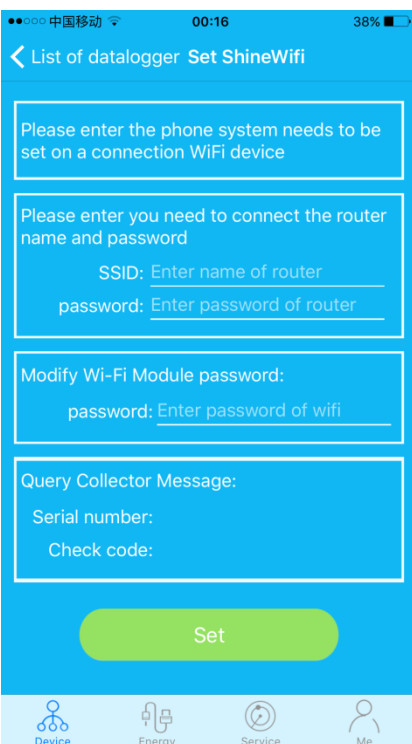 中国移动 00:16 38%
List of datalogger Set ShineWifi
Please enter the phone system needs to be
set on a connection WiFi device
Please enter you need to connect the router
name and password
SSID: Enter name of router
password: Enter password of router
Modify Wi-Fi Module password:
password: Enter password of wifi
Query Collector Message:
Serial number:
Check code:
Set
Device Energy Service Me